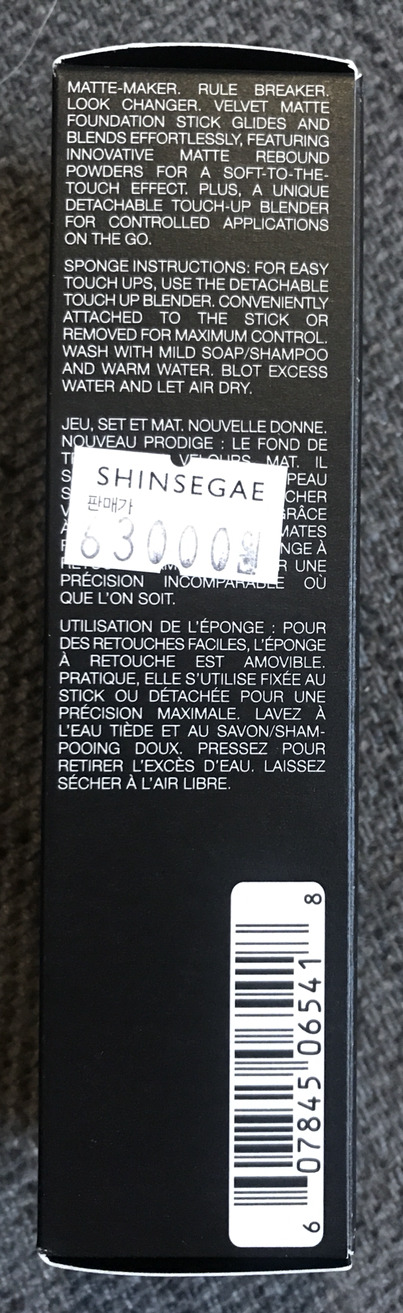 MATTE-MAKER. RULE BREAKER.
LOOK CHANGER. VELVET MATTE
FOUNDATION STICK GLIDES AND
BLENDS EFFORTLESSLY, FEATURING
INNOVATIVE MATTE REBOUND
POWDERS FOR A SOFT-TO-THE-
TOUCH EFFECT. PLUS, A UNIQUE
DETACHABLE TOUCH-UP BLENDER
FOR CONTROLLED APPLICATIONS
ON THE GO.
SPONGE INSTRUCTIONS: FOR EASY
TOUCH UPS, USE THE DETACHABLE
TOUCH UP BLENDER. CONVENIENTLY
ATTACHED TO THE STICK OR
REMOVED FOR MAXIMUM CONTROL.
WASH WITH MILD SOAP/SHAMPOO
AND WARM WATER. BLOT EXCESS
WATER AND LET AIR DRY.
JEU, SET ET MAT. NOUVELLE DONNE.
NOUVEAU PRODIGE : LE FOND DE
VELOURS MAT. IL
PEAU
GRÂCE
À
NGE À
R UNE
PRÉCISION INCOMPARABLE OÙ
QUE L'ON SOIT.
SHINSEGAE
판매가
63000원
UTILISATION DE L'ÉPONGE : POUR
DES RETOUCHES FACILES, L'ÉPONGE
À RETOUCHE EST AMOVIBLE.
PRATIQUE, ELLE S'UTILISE FIXÉE AU
STICK OU DÉTACHÉE POUR UNE
PRÉCISION MAXIMALE. LAVEZ À
L'EAU TIÈDE ET AU SAVON/SHAM-
POOING DOUX. PRESSEZ POUR
RETIRER L'EXCÈS D'EAU. LAISSEZ
SÉCHER À L'AIR LIBRE.
6 07845 06541 8